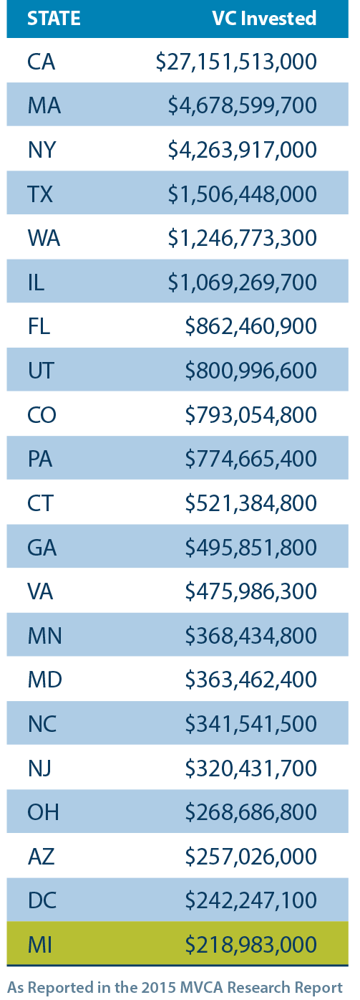 STATE VC Invested
CA $27,151,513,000
MA $4,678,599,700
NY $4,263,917,000
TX $1,506,448,000
WA $1,246,773,300
IL $1,069,269,700
FL $862,460,900
UT $800,996,600
CO $793,054,800
PA $774,665,400
CT $521,384,800
GA $495,851,800
VA $475,986,300
MN $368,434,800
MD $363,462,400
NC $341,541,500
NJ $320,431,700
OH $268,686,800
AZ $257,026,000
DC $242,247,100
MI $218,983,000
As Reported in the 2015 MVCA Research Report